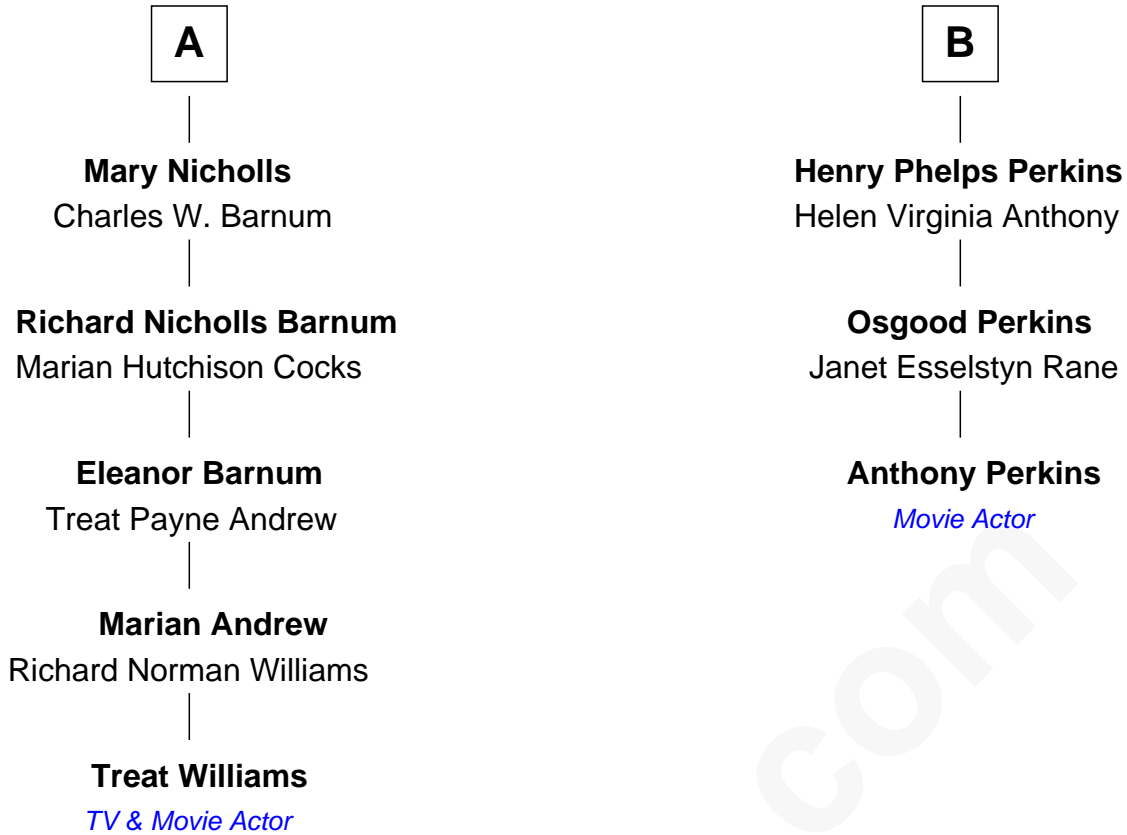 A
Mary Nicholls
Charles W. Barnum
Richard Nicholls Barnum
Marian Hutchison Cocks
Eleanor Barnum
Treat Payne Andrew
Marian Andrew
Richard Norman Williams
Treat Williams
TV & Movie Actor
B
Henry Phelps Perkins
Helen Virginia Anthony
Osgood Perkins
Janet Esselstyn Rane
Anthony Perkins
Movie Actor
com